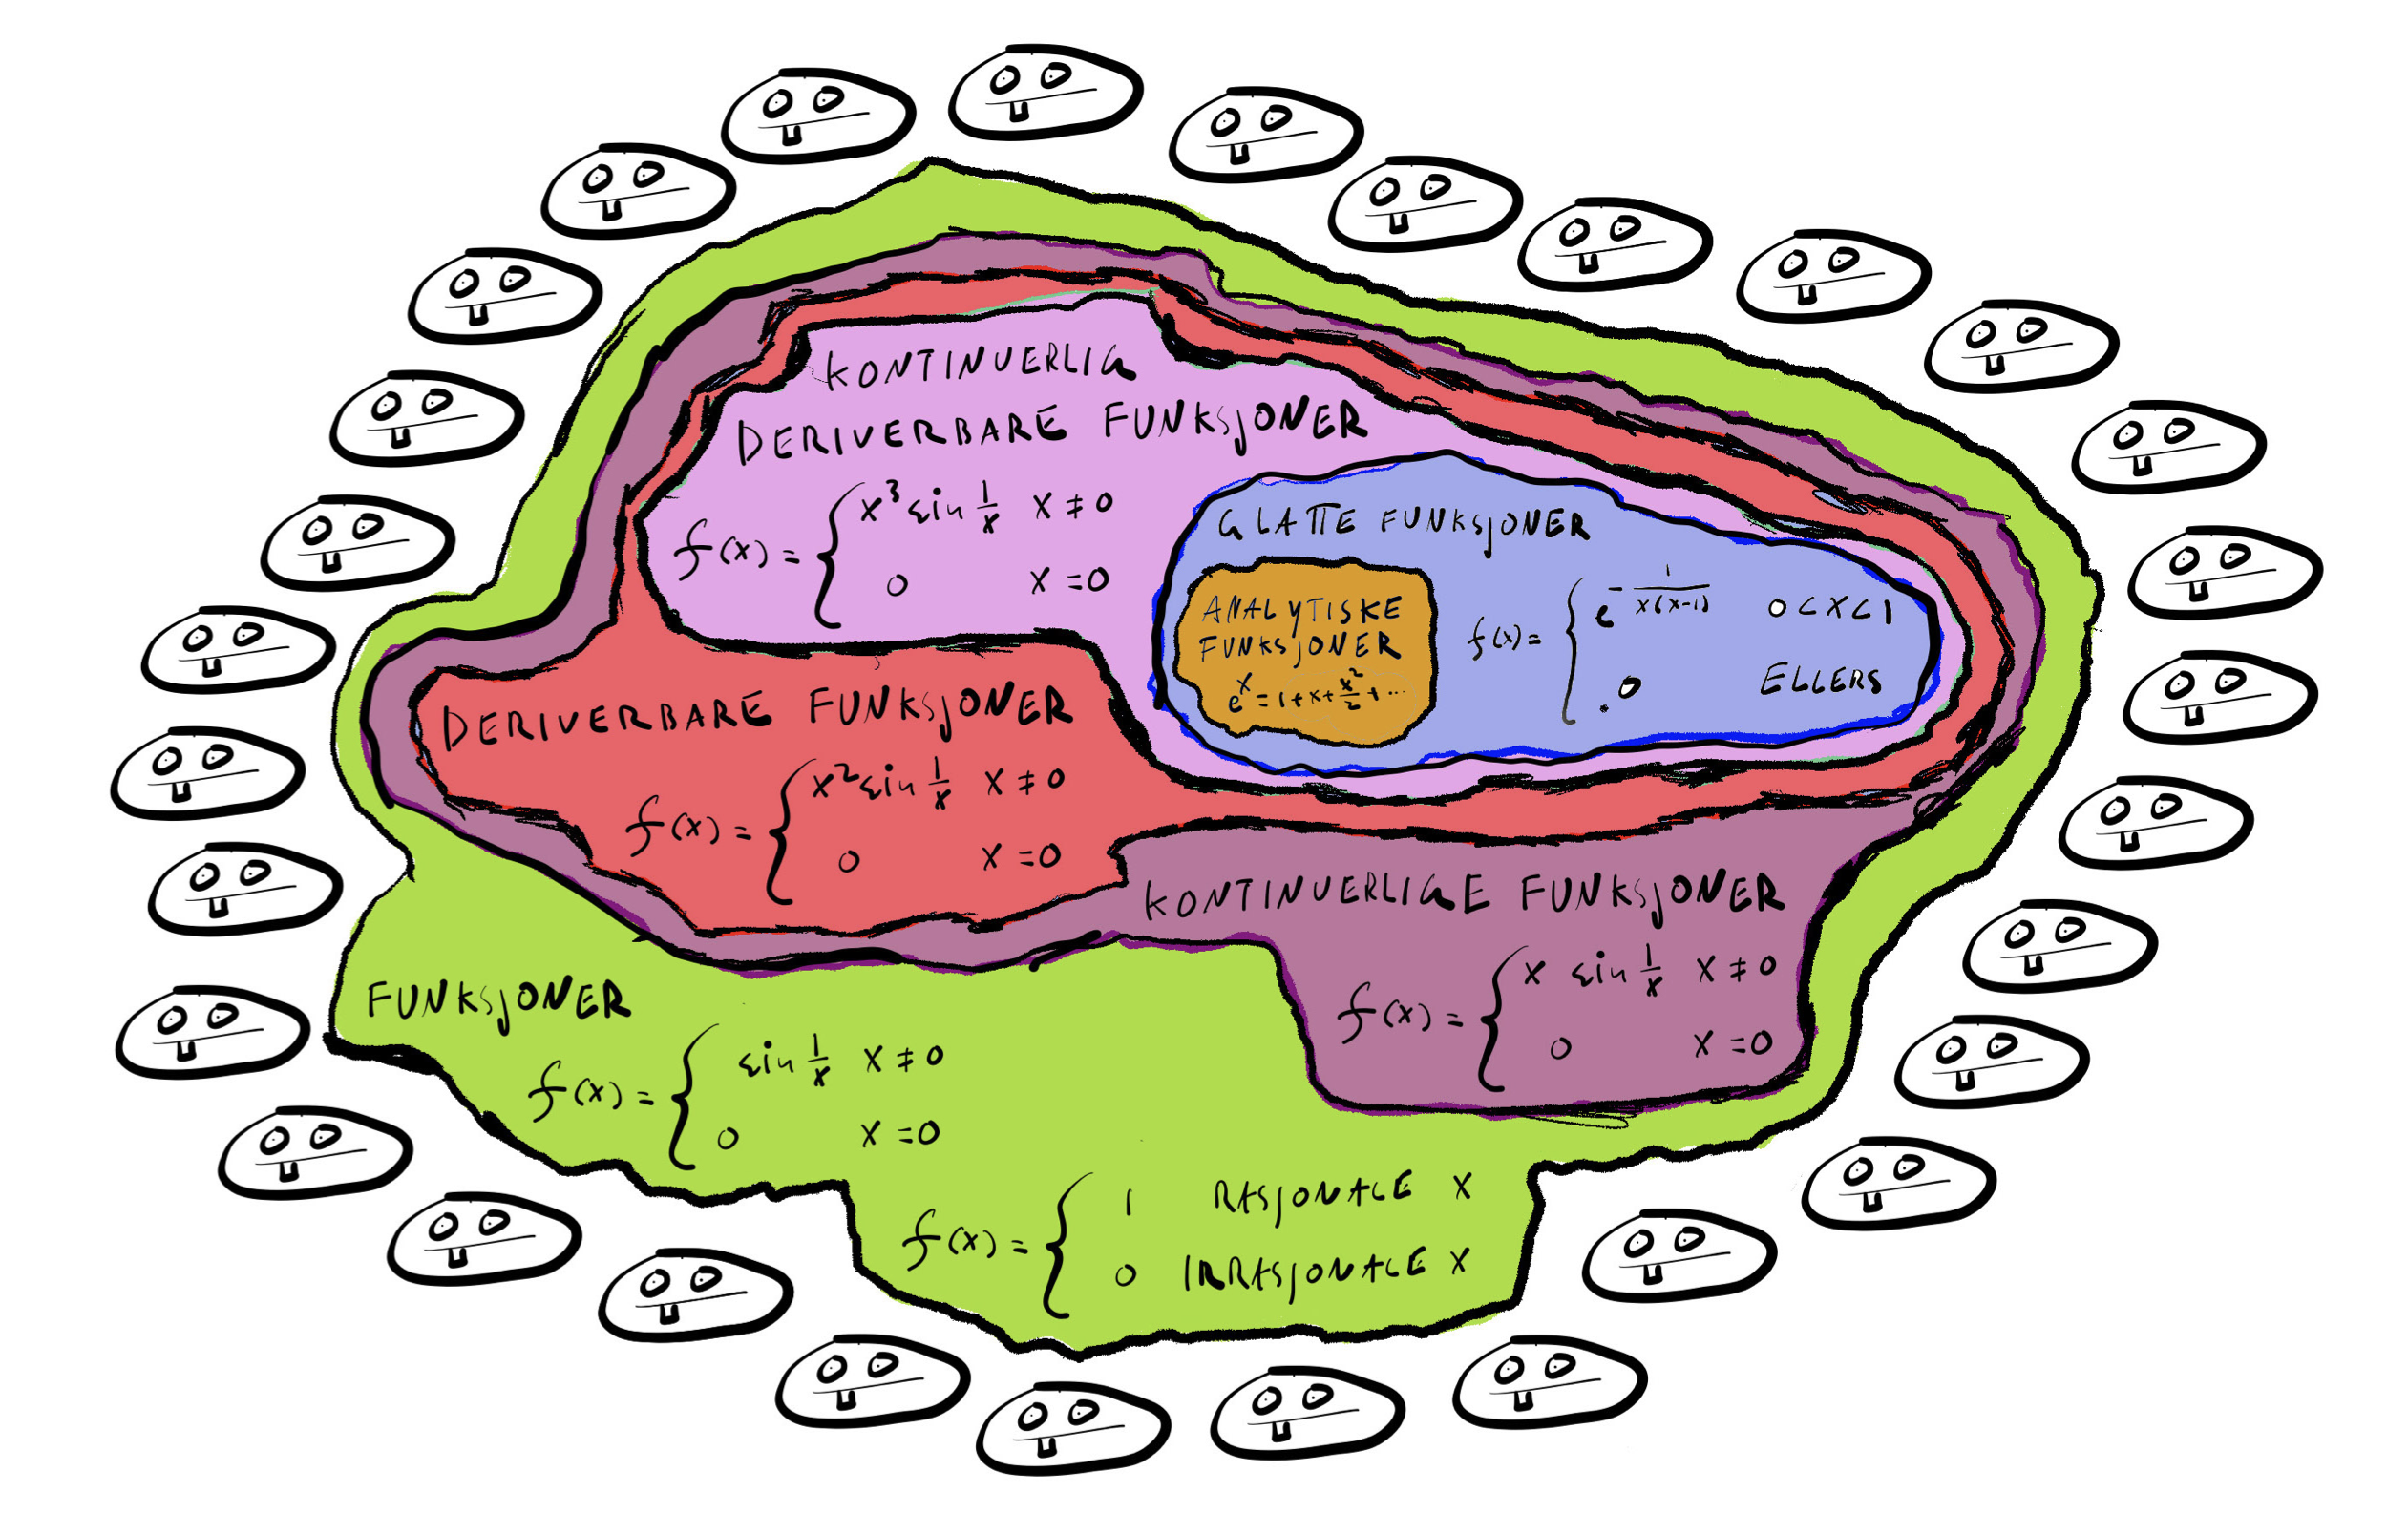 KONTINUERLIG
DERIVERBARE FUNKSJONER
f(x) = { x³ sin 1/x x ≠ 0
0 x = 0
GLATTE FUNKSJONER
f(x) = { e^(-1/(x(x-1))) 0 < x < 1
0 ELLERS
ANALYTISKE
FUNKSJONER
e^x = 1 + x + x²/2 + ...
DERIVERBARE FUNKSJONER
f(x) = { x² sin 1/x x ≠ 0
0 x = 0
KONTINUERLIGE FUNKSJONER
f(x) = { x sin 1/x x ≠ 0
0 x = 0
FUNKSJONER
f(x) = { sin 1/x x ≠ 0
0 x = 0
f(x) = { 1 RASJONALE x
0 IRRASJONALE x